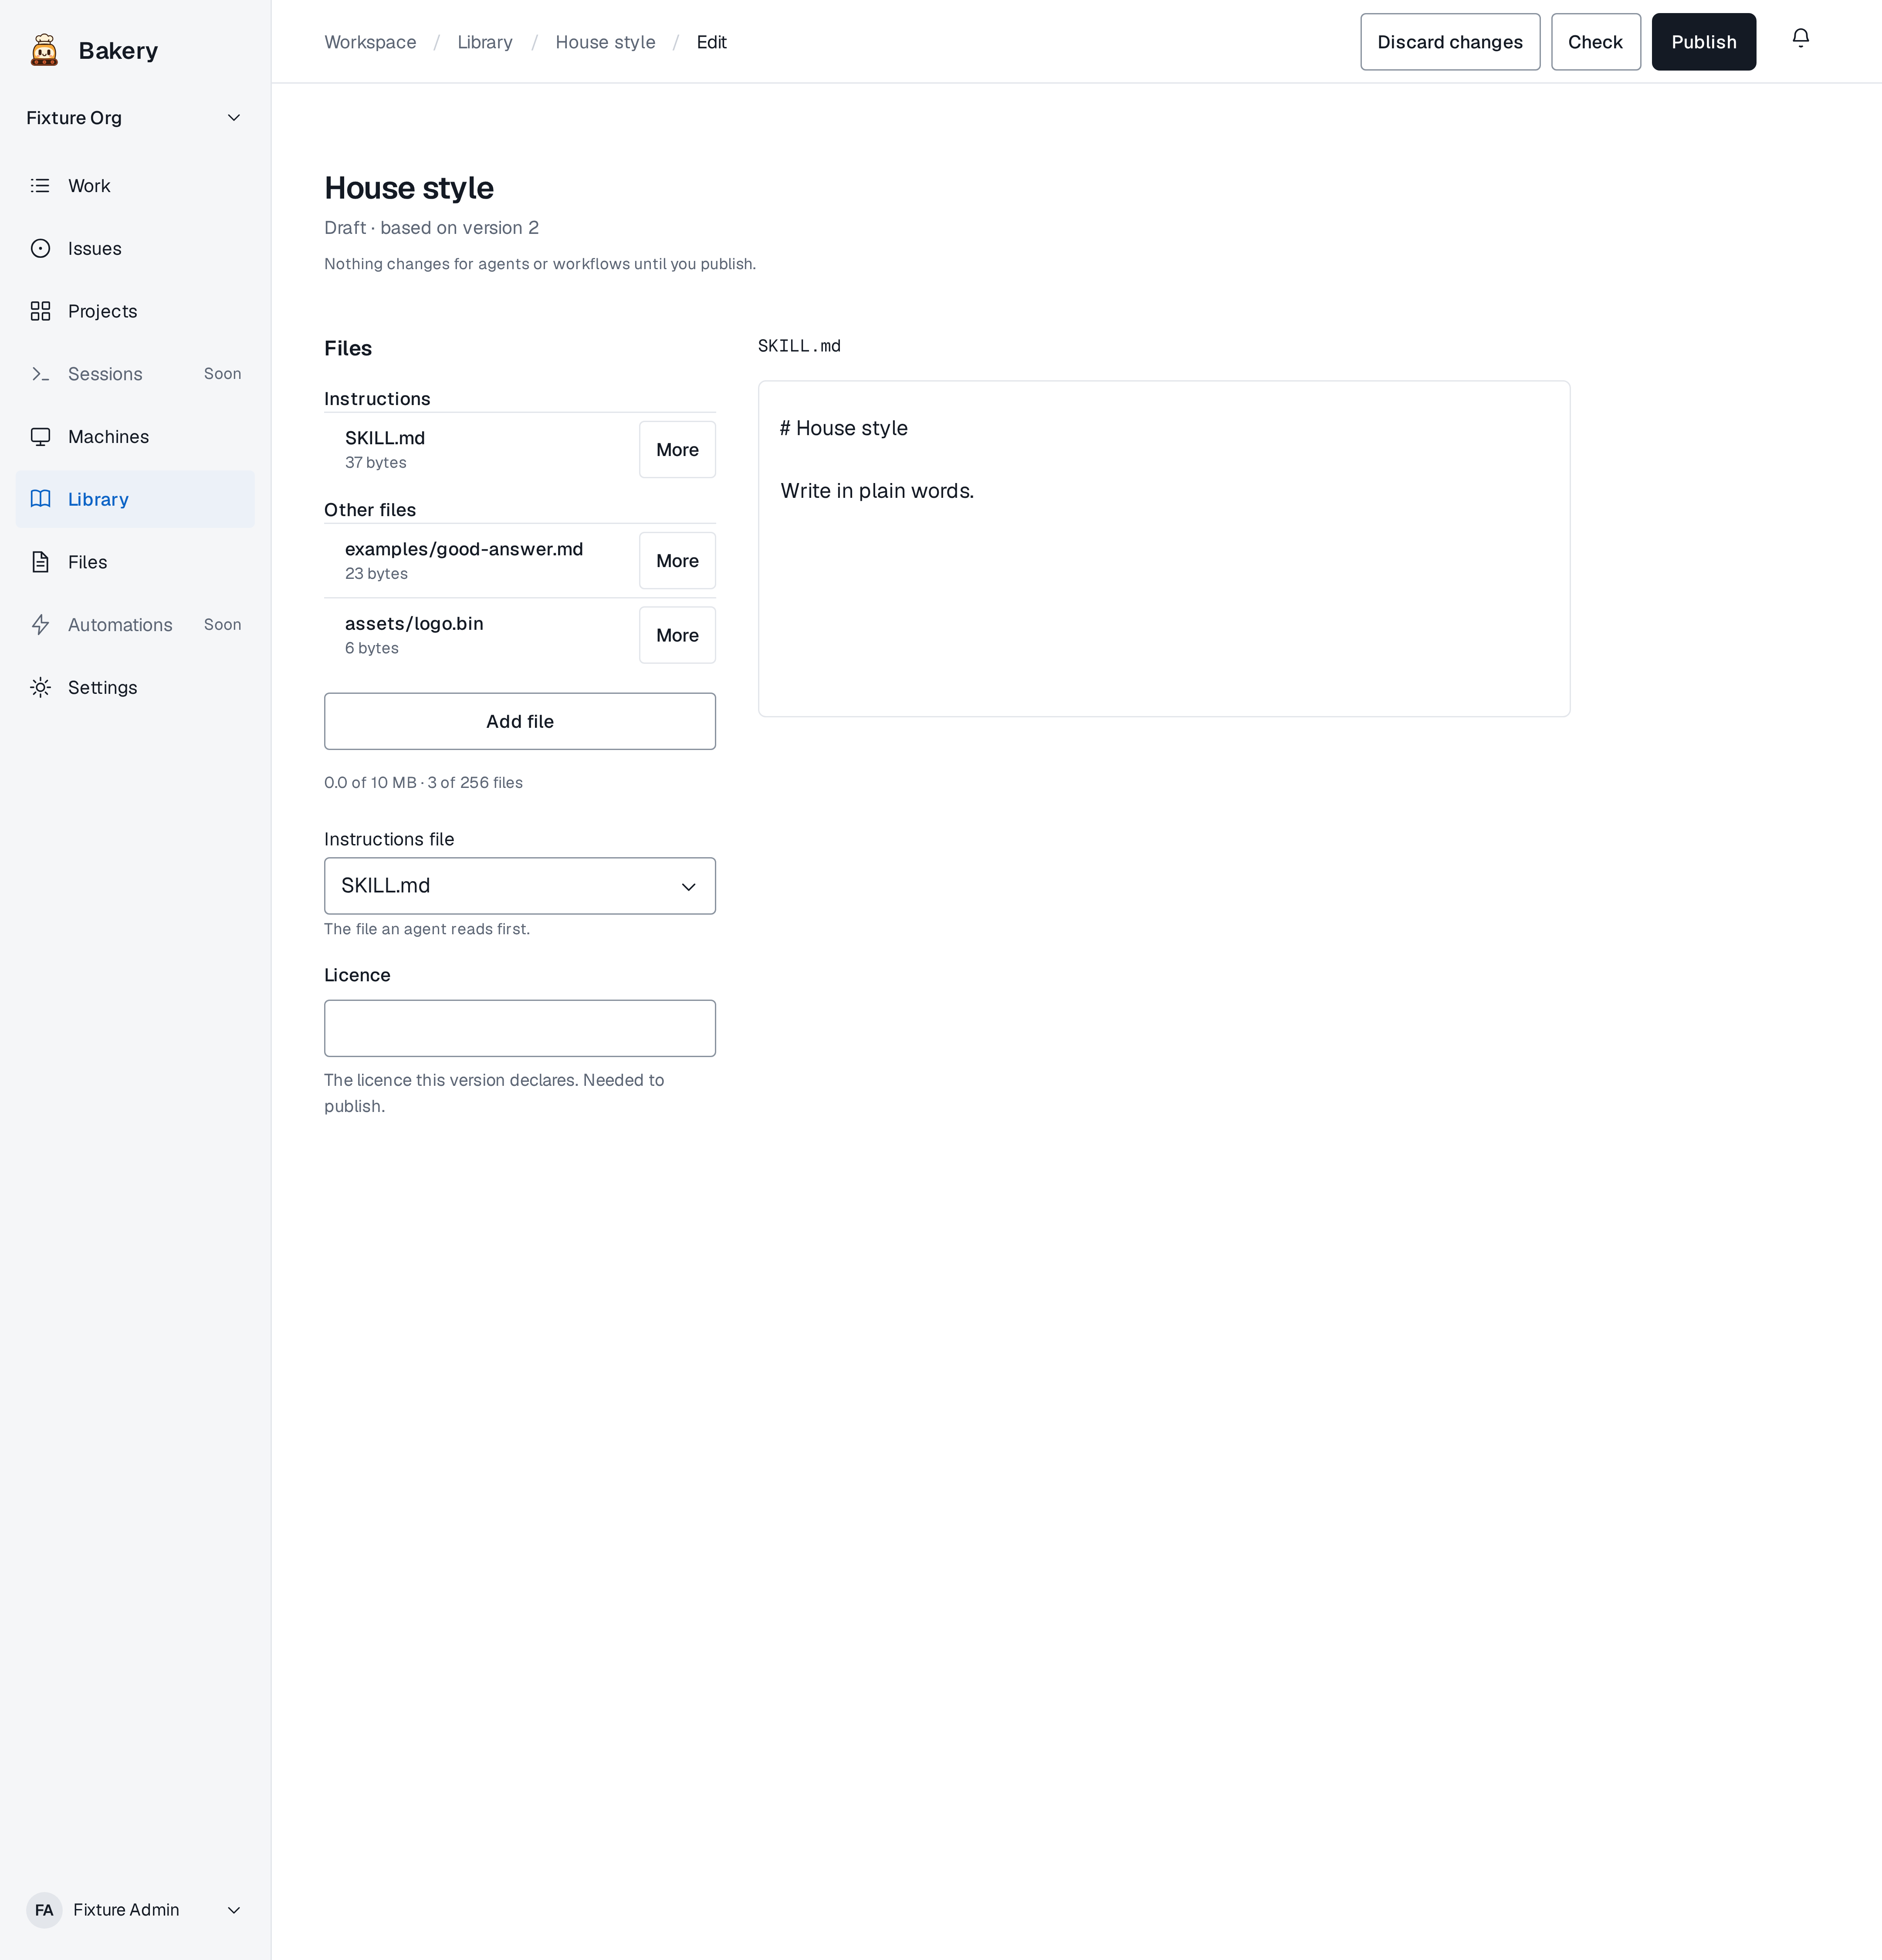 Bakery
Fixture Org
Work
Issues
Projects
Sessions Soon
Machines
Library
Files
Automations Soon
Settings
FA Fixture Admin
Workspace / Library / House style / Edit
Discard changes
Check
Publish
House style
Draft · based on version 2
Nothing changes for agents or workflows until you publish.
Files
Instructions
SKILL.md
37 bytes
More
Other files
examples/good-answer.md
23 bytes
More
assets/logo.bin
6 bytes
More
Add file
0.0 of 10 MB · 3 of 256 files
Instructions file
SKILL.md
The file an agent reads first.
Licence
The licence this version declares. Needed to
publish.
SKILL.md
# House style
Write in plain words.